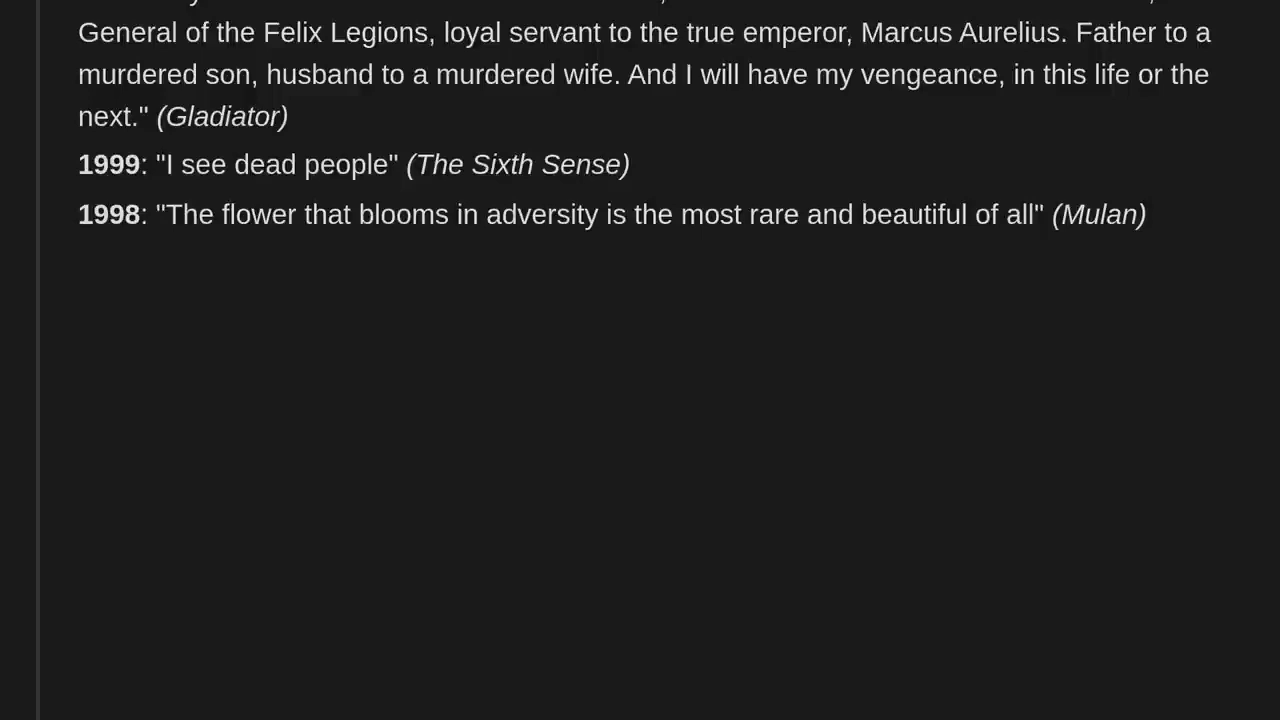 General of the Felix Legions, loyal servant to the true emperor, Marcus Aurelius. Father to a
murdered son, husband to a murdered wife. And I will have my vengeance, in this life or the
next." (Gladiator)
1999: "I see dead people" (The Sixth Sense)
1998: "The flower that blooms in adversity is the most rare and beautiful of all" (Mulan)